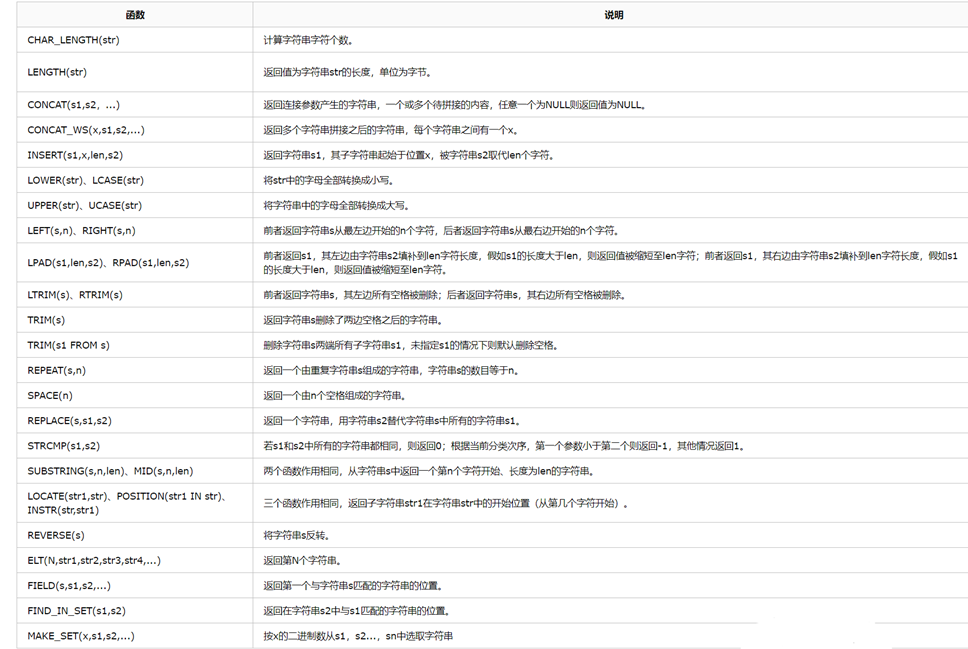 函数 说明
CHAR_LENGTH(str) 计算字符串字符个数。
LENGTH(str) 返回值为字符串str的长度，单位为字节。
CONCAT(s1,s2，...) 返回连接参数产生的字符串，一个或多个待拼接的内容，任意一个为NULL则返回值为NULL。
CONCAT_WS(x,s1,s2,...) 返回多个字符串拼接之后的字符串，每个字符串之间有一个x。
INSERT(s1,x,len,s2) 返回字符串s1，其子字符串起始于位置x，被字符串s2取代len个字符。
LOWER(str)、LCASE(str) 将str中的字母全部转换成小写。
UPPER(str)、UCASE(str) 将字符串中的字母全部转换成大写。
LEFT(s,n)、RIGHT(s,n) 前者返回字符串s从最左边开始的n个字符，后者返回字符串s从最右边开始的n个字符。
LPAD(s1,len,s2)、RPAD(s1,len,s2) 前者返回s1，其左边由字符串s2填补到len字符长度，假如s1的长度大于len，则返回值被缩短至len字符；前者返回s1，其右边由字符串s2填补到len字符长度，假如s1
的长度大于len，则返回值被缩短至len字符。
LTRIM(s)、RTRIM(s) 前者返回字符串s，其左边所有空格被删除；后者返回字符串s，其右边所有空格被删除。
TRIM(s) 返回字符串s删除了两边空格之后的字符串。
TRIM(s1 FROM s) 删除字符串s两端所有子字符串s1，未指定s1的情况下则默认删除空格。
REPEAT(s,n) 返回一个由重复字符串s组成的字符串，字符串s的数目等于n。
SPACE(n) 返回一个由n个空格组成的字符串。
REPLACE(s,s1,s2) 返回一个字符串，用字符串s2替代字符串s中所有的字符串s1。
STRCMP(s1,s2) 若s1和s2中所有的字符串都相同，则返回0；根据当前分类次序，第一个参数小于第二个则返回-1，其他情况返回1。
SUBSTRING(s,n,len)、MID(s,n,len) 两个函数作用相同，从字符串s中返回一个第n个字符开始、长度为len的字符串。
LOCATE(str1,str)、POSITION(str1 IN str)、
INSTR(str,str1) 三个函数作用相同，返回子字符串str1在字符串str中的开始位置（从第几个字符开始）。
REVERSE(s) 将字符串s反转。
ELT(N,str1,str2,str3,str4,...) 返回第N个字符串。
FIELD(s,s1,s2,...) 返回第一个与字符串s匹配的字符串的位置。
FIND_IN_SET(s1,s2) 返回在字符串s2中与s1匹配的字符串的位置。
MAKE_SET(x,s1,s2,...) 按x的二进制数从s1，s2...，sn中选取字符串